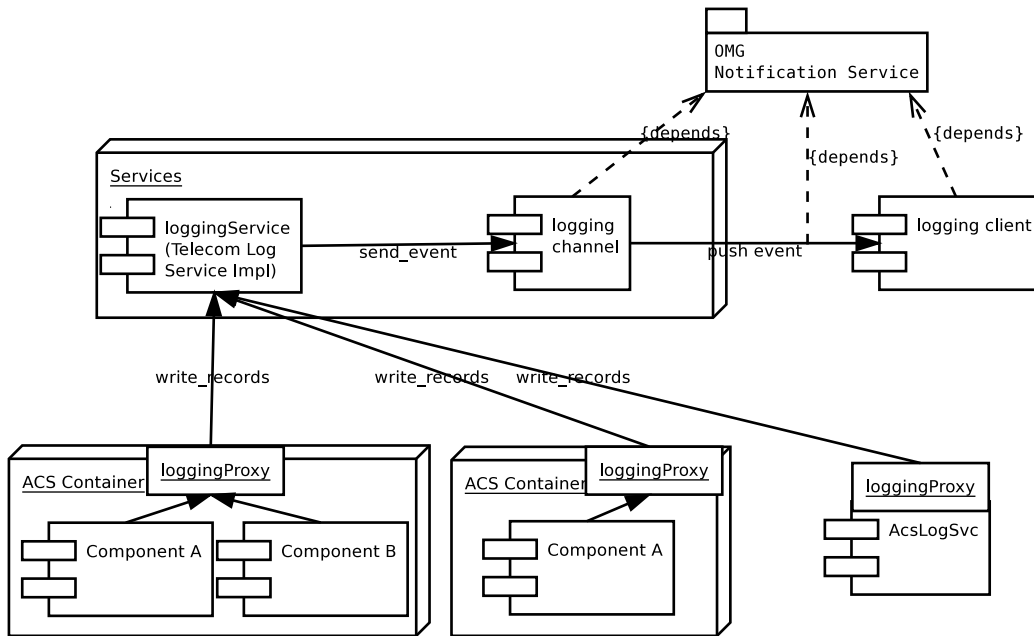 OMG
Notification Service
{depends}
{depends}
{depends}
Services
loggingService
(Telecom Log
Service Impl)
send_event
logging
channel
push event
logging client
write_records
write_records
write_records
ACS Container
loggingProxy
Component A
Component B
ACS Container
loggingProxy
Component A
loggingProxy
AcsLogSvc